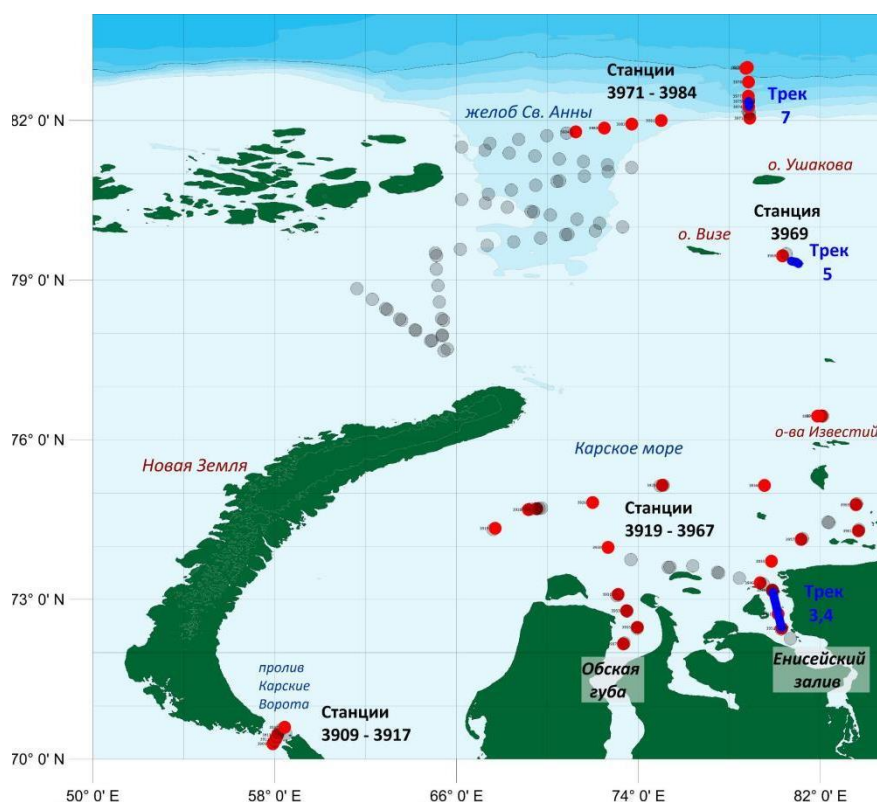 Станции
3971 - 3984
желоб Св. Анны
Трек
7
82° 0' N
о. Ушакова
Станция
3969
о. Визе
Трек
5
79° 0' N
76° 0' N
о-ва Известий
Карское море
Новая Земля
Станции
3919 - 3967
73° 0' N
Трек
3,4
Обская
губа
Енисейский
залив
пролив
Карские
Ворота
Станции
3909 - 3917
70° 0' N
50° 0' E
58° 0' E
66° 0' E
74° 0' E
82° 0' E